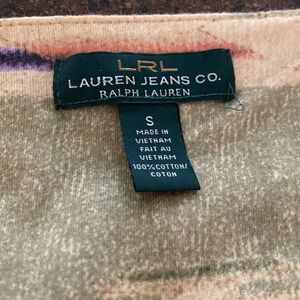 LRL
LAUREN JEANS CO.
RALPH LAUREN
S
MADE IN
VIETNAM
FAIT AU
VIETNAM
100%COTTON/
COTON